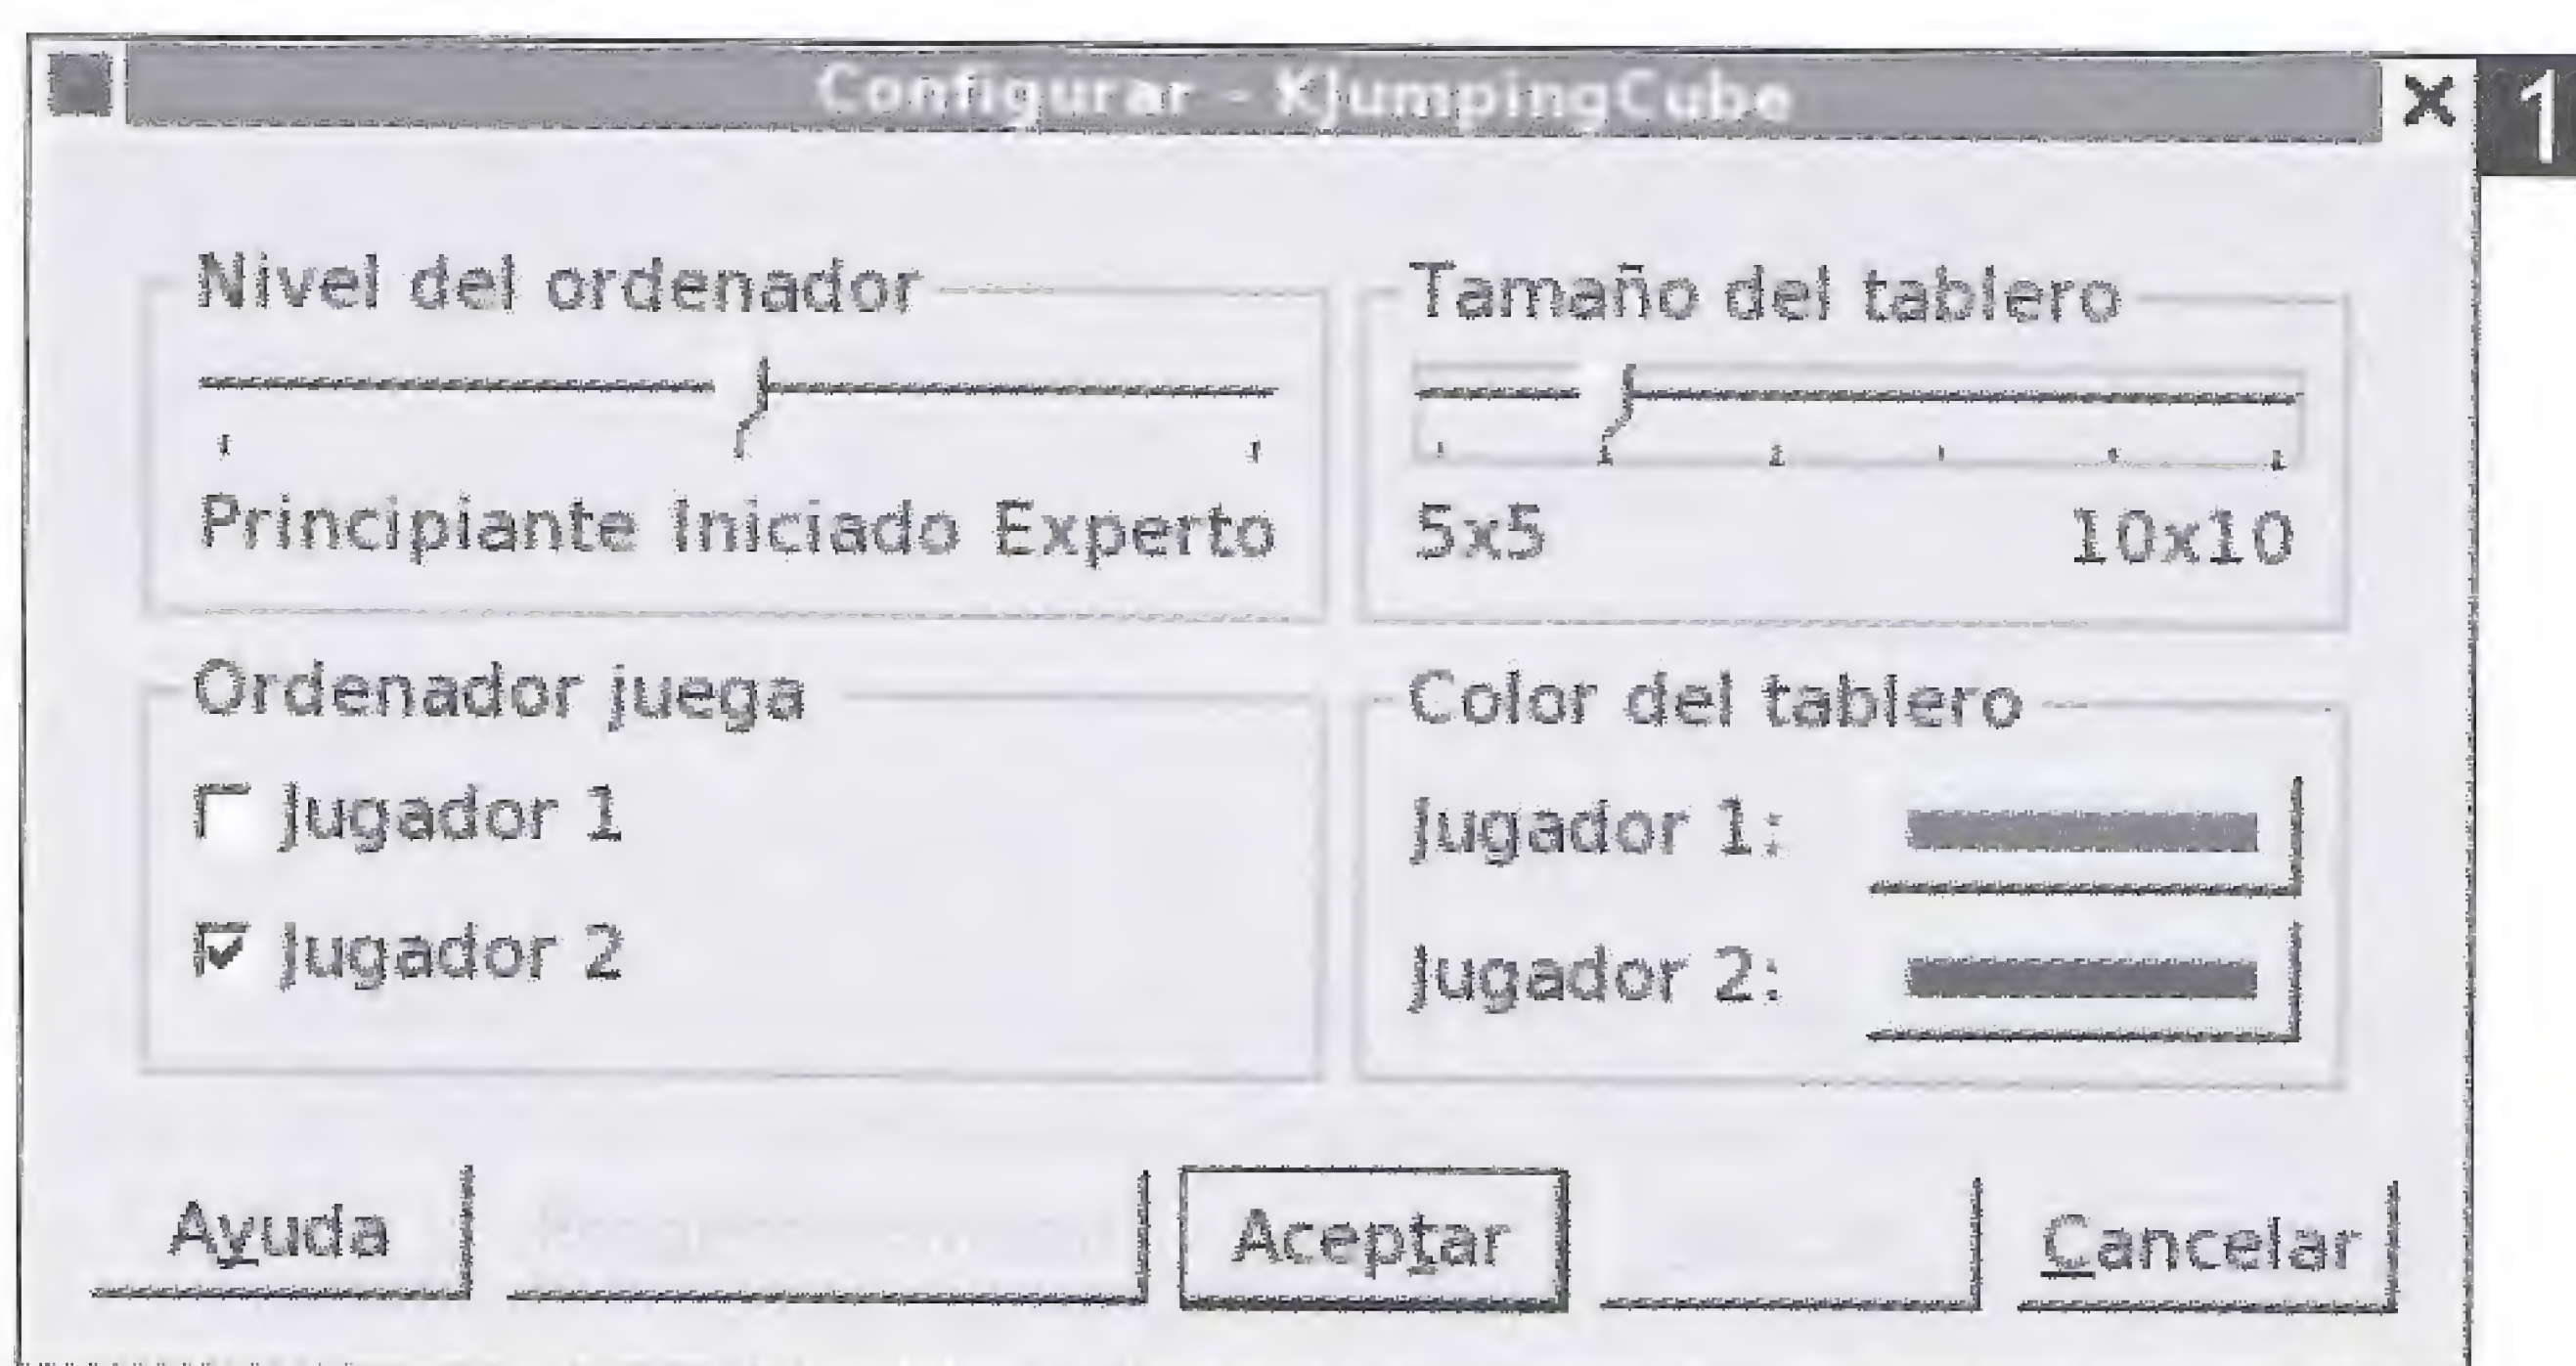 Configurar - KJumpingCube
1
Nivel del ordenador
Principiante Iniciado Experto
Tamaño del tablero
5x5 10x10
Ordenador juega
Jugador 1
Jugador 2
Color del tablero
Jugador 1:
Jugador 2:
Ayuda
Aceptar
Cancelar